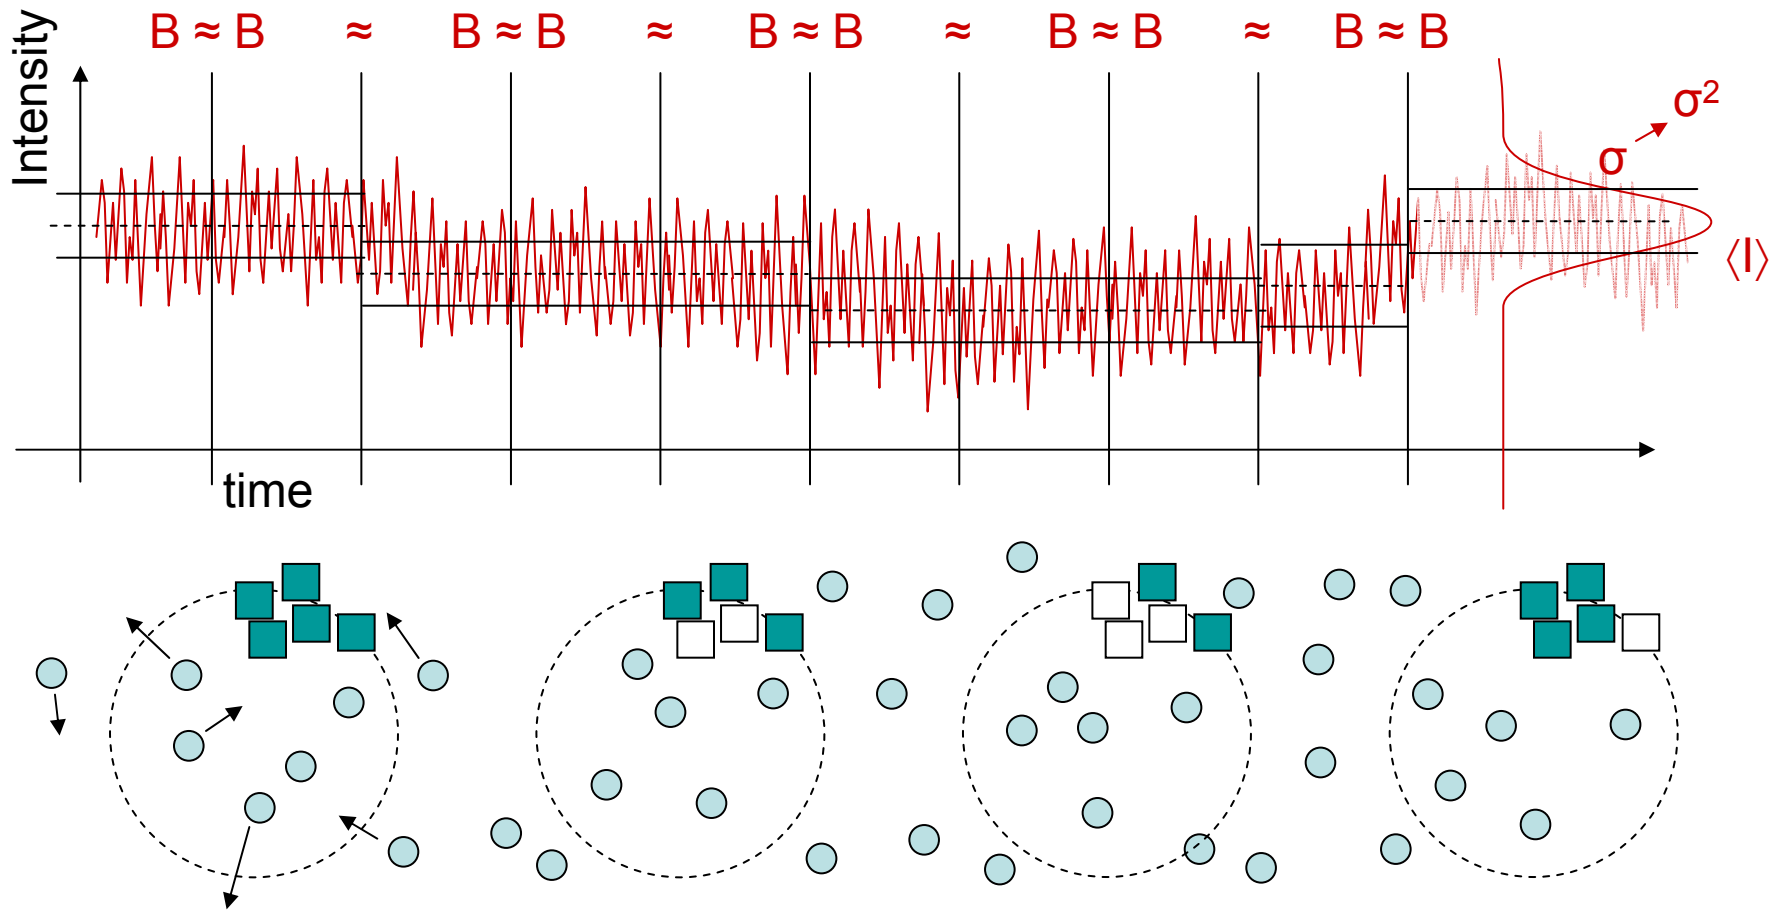 B ≈ B ≈ B ≈ B ≈ B ≈ B ≈ B ≈ B ≈ B ≈ B
Intensity
σ²
σ
⟨I⟩
time